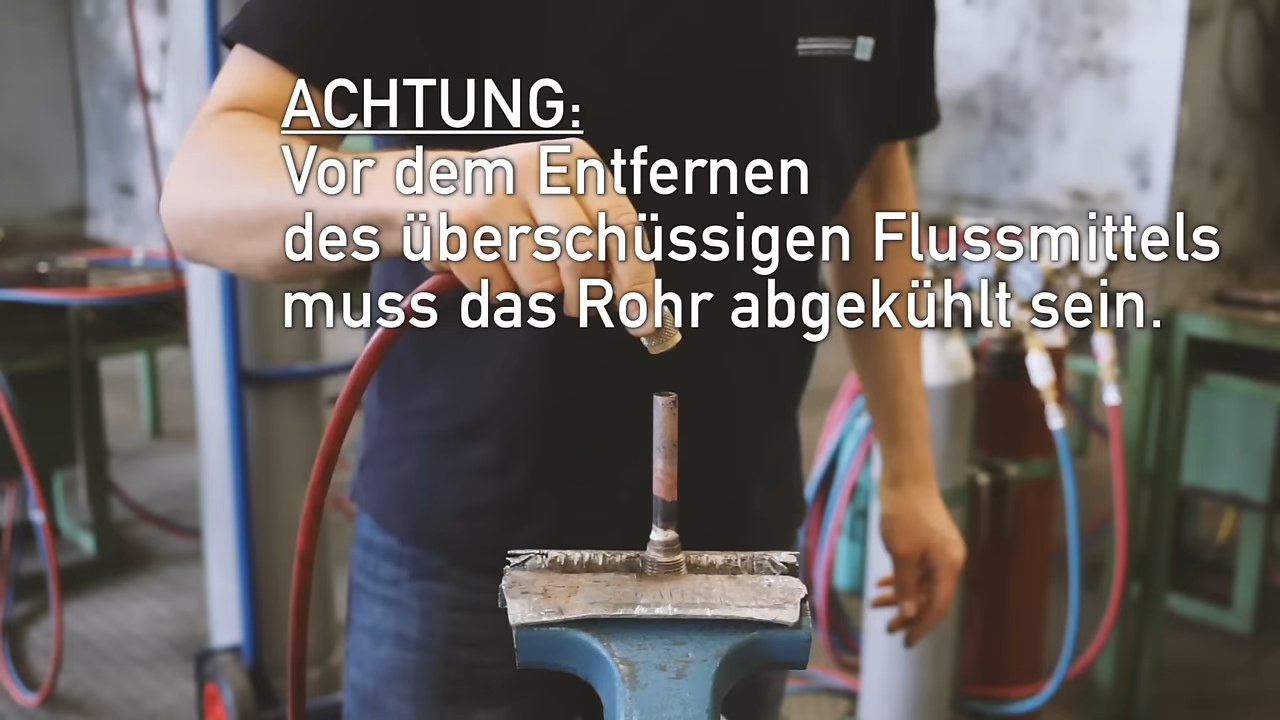 ACHTUNG:
Vor dem Entfernen
des überschüssigen Flussmittels
muss das Rohr abgekühlt sein.